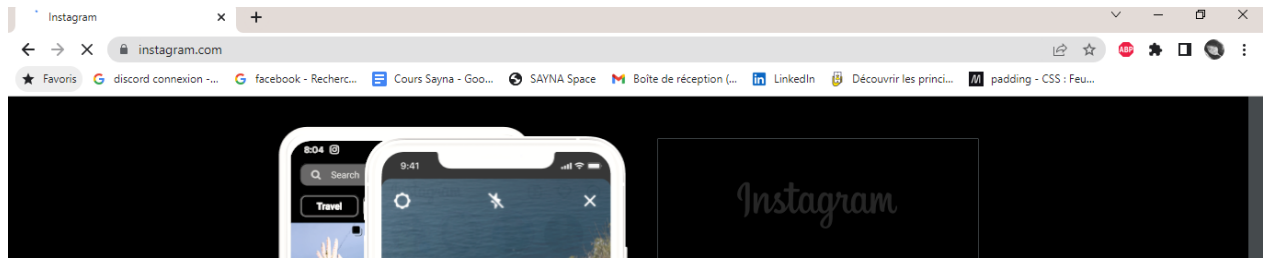 Instagram
instagram.com
ABP
Favoris discord connexion -... facebook - Recherc... Cours Sayna - Goo... SAYNA Space Boîte de réception (... LinkedIn Découvrir les princi... padding - CSS : Feu...
8:04
9:41
Search
Travel
Instagram